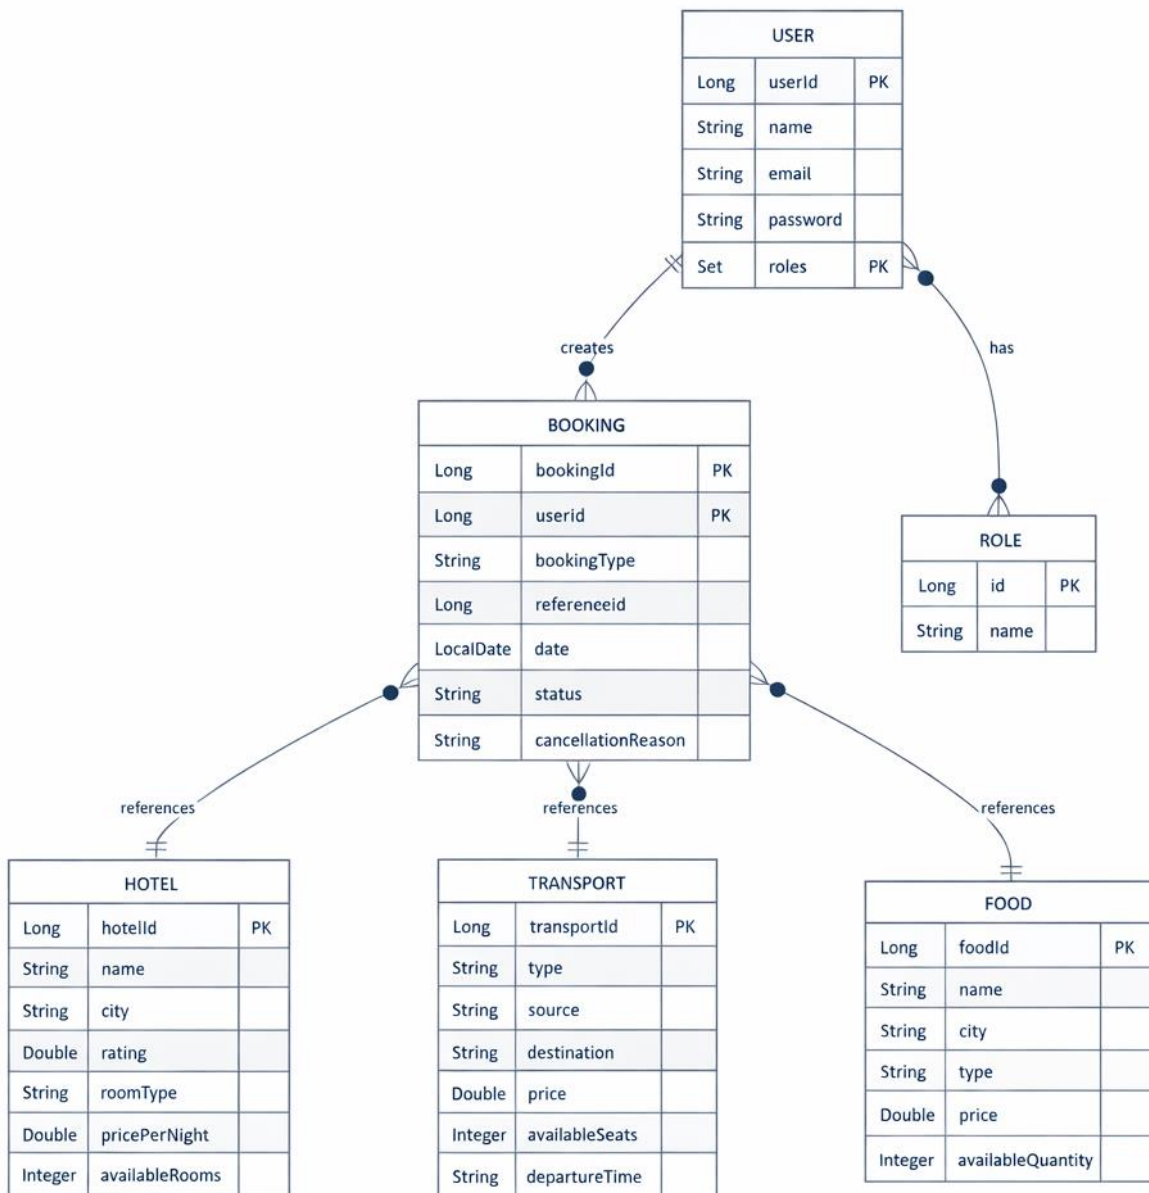 USER
Long userId PK
String name
String email
String password
Set roles PK
creates
has
BOOKING
Long bookingId PK
Long userid PK
String bookingType
Long refereneeid
LocalDate date
String status
String cancellationReason
ROLE
Long id PK
String name
references
references
references
HOTEL
Long hotelId PK
String name
String city
Double rating
String roomType
Double pricePerNight
Integer availableRooms
TRANSPORT
Long transportId PK
String type
String source
String destination
Double price
Integer availableSeats
String departureTime
FOOD
Long foodId PK
String name
String city
String type
Double price
Integer availableQuantity